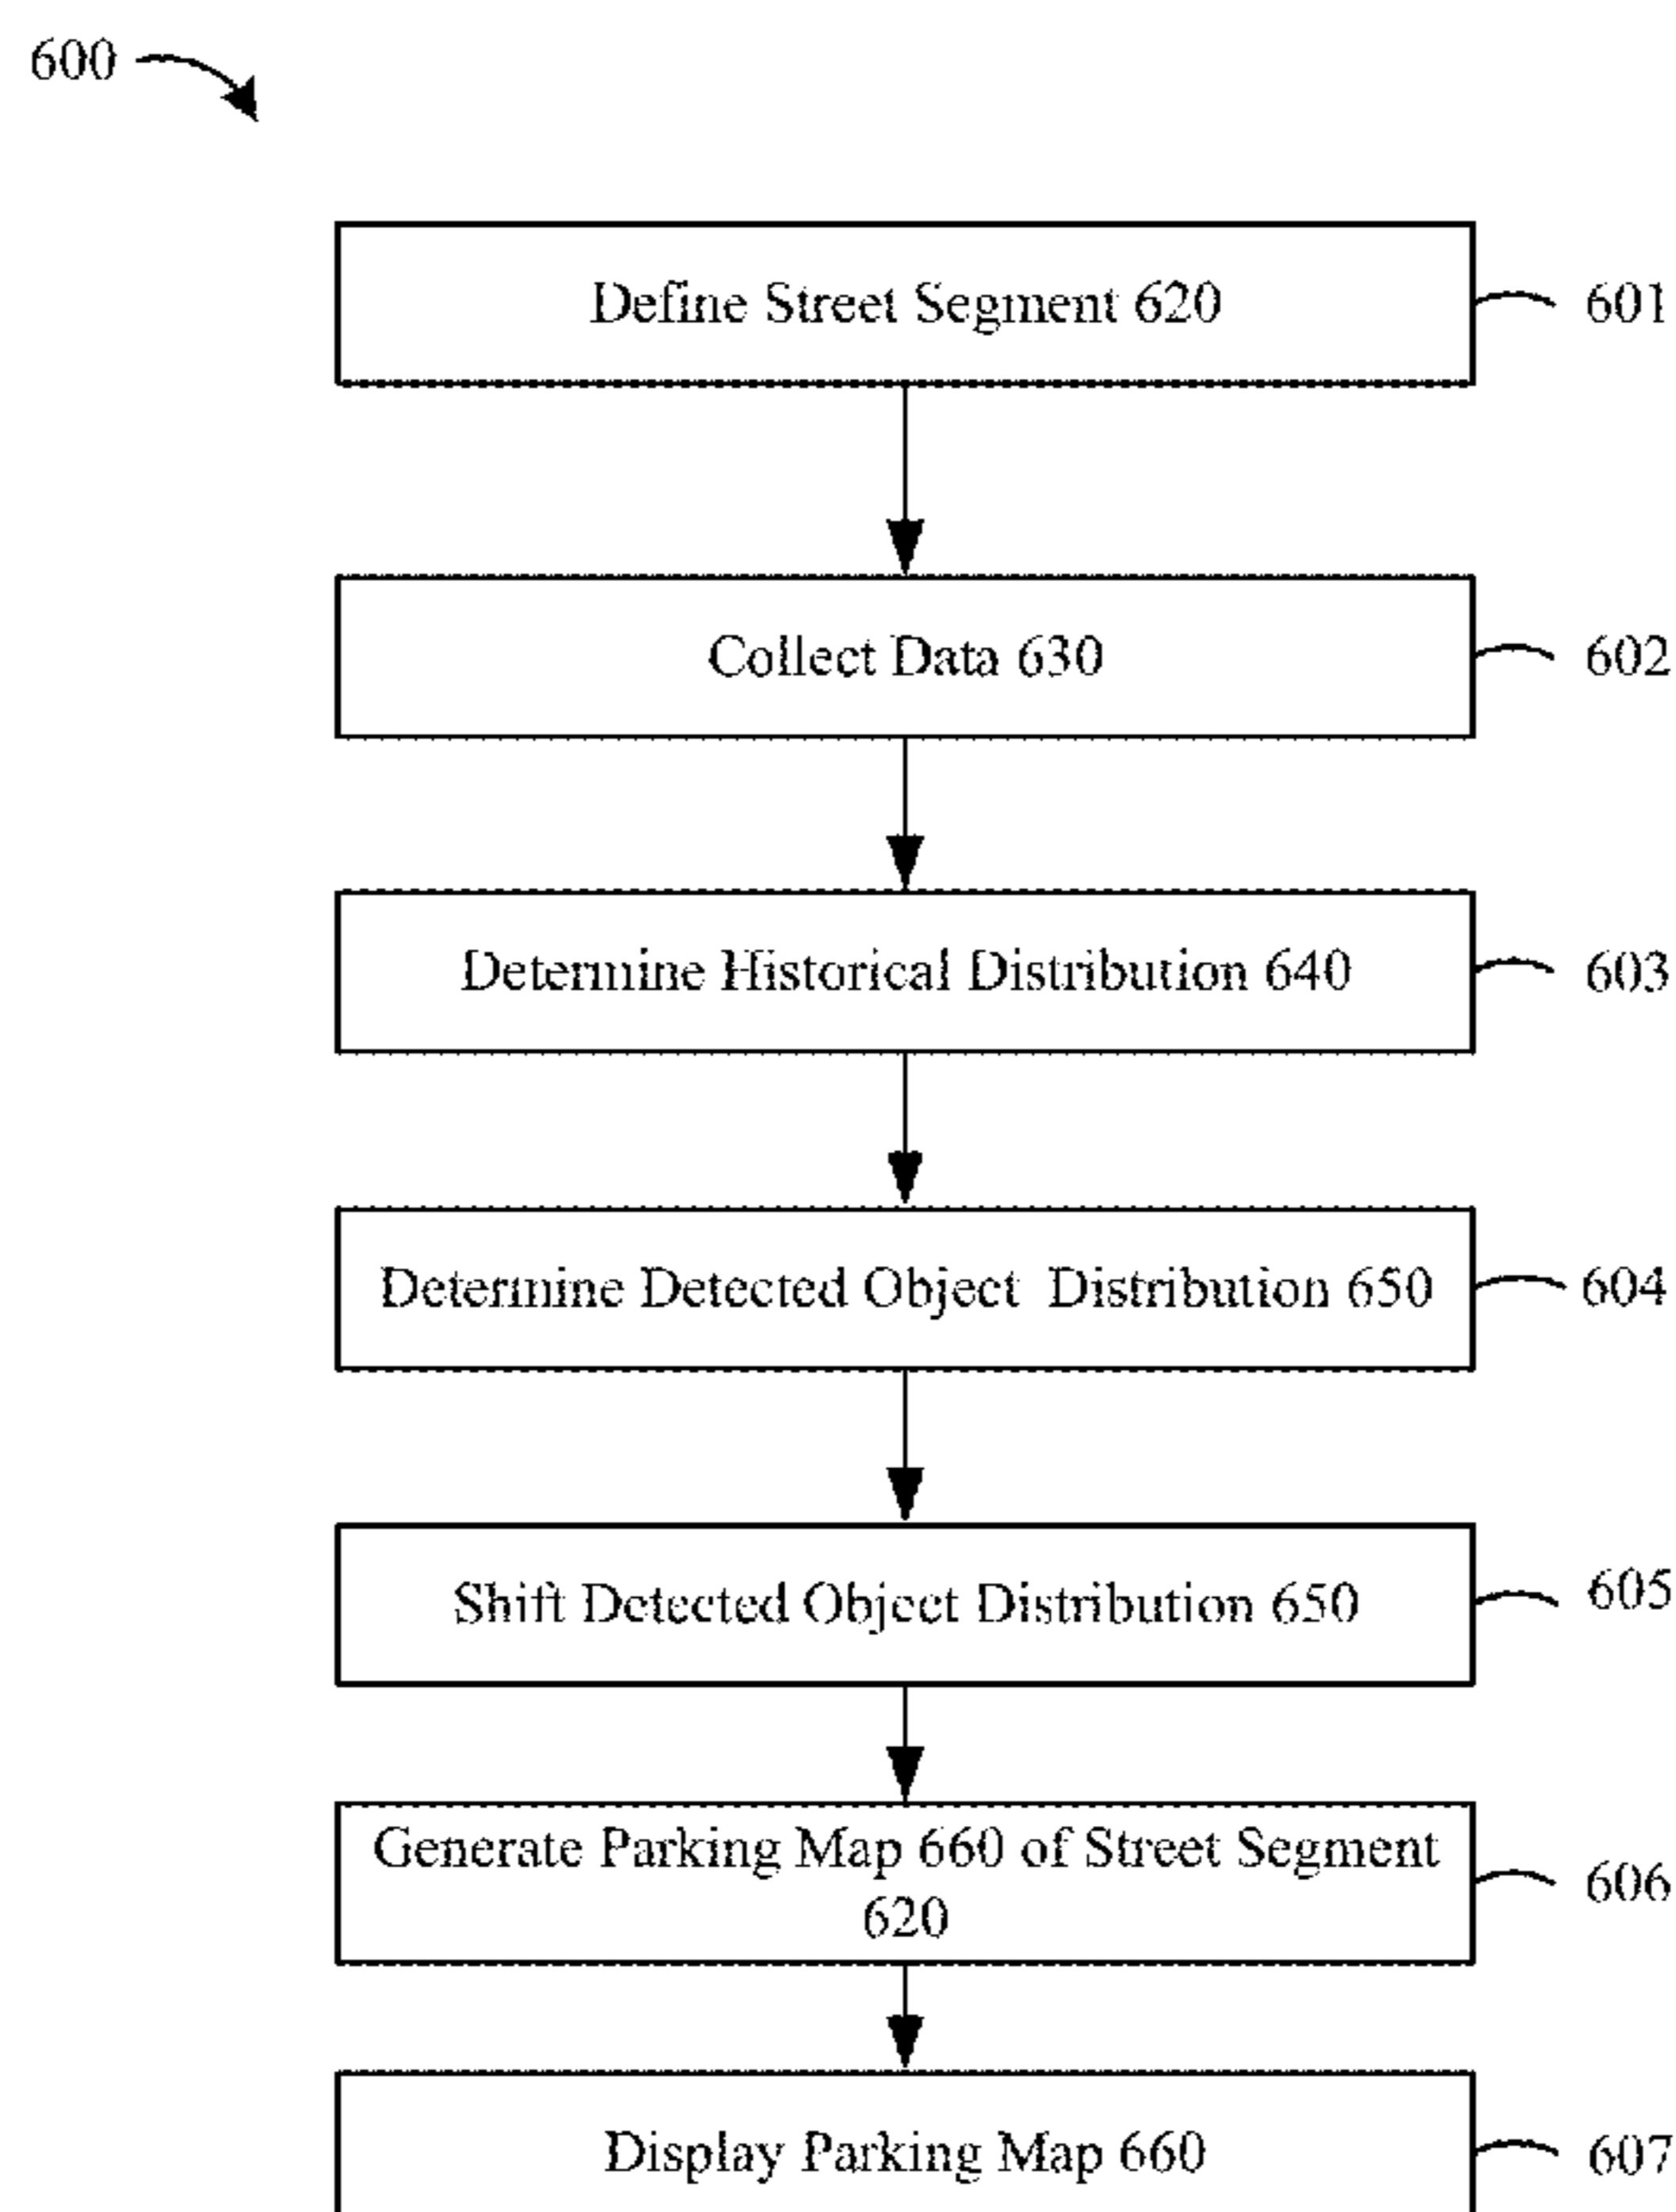 600
Define Street Segment 620
601
Collect Data 630
602
Determine Historical Distribution 640
603
Determine Detected Object Distribution 650
604
Shift Detected Object Distribution 650
605
Generate Parking Map 660 of Street Segment
620
606
Display Parking Map 660
607